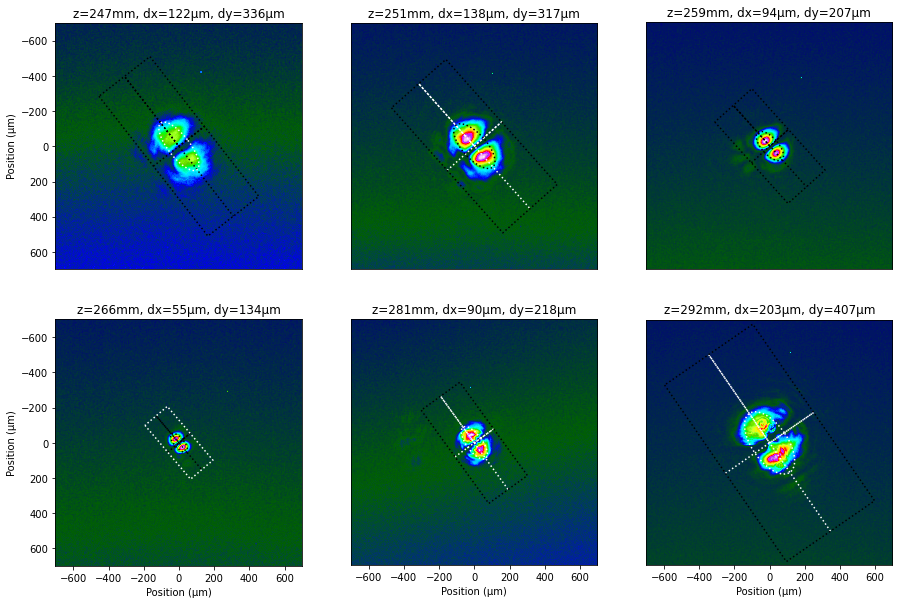 z=247mm, dx=122µm, dy=336µm
z=251mm, dx=138µm, dy=317µm
z=259mm, dx=94µm, dy=207µm
−600
−400
−200
0
200
400
600
Position (µm)
z=266mm, dx=55µm, dy=134µm
z=281mm, dx=90µm, dy=218µm
z=292mm, dx=203µm, dy=407µm
−600
−400
−200
0
200
400
600
Position (µm)
−600 −400 −200 0 200 400 600
−600 −400 −200 0 200 400 600
−600 −400 −200 0 200 400 600
Position (µm)
Position (µm)
Position (µm)